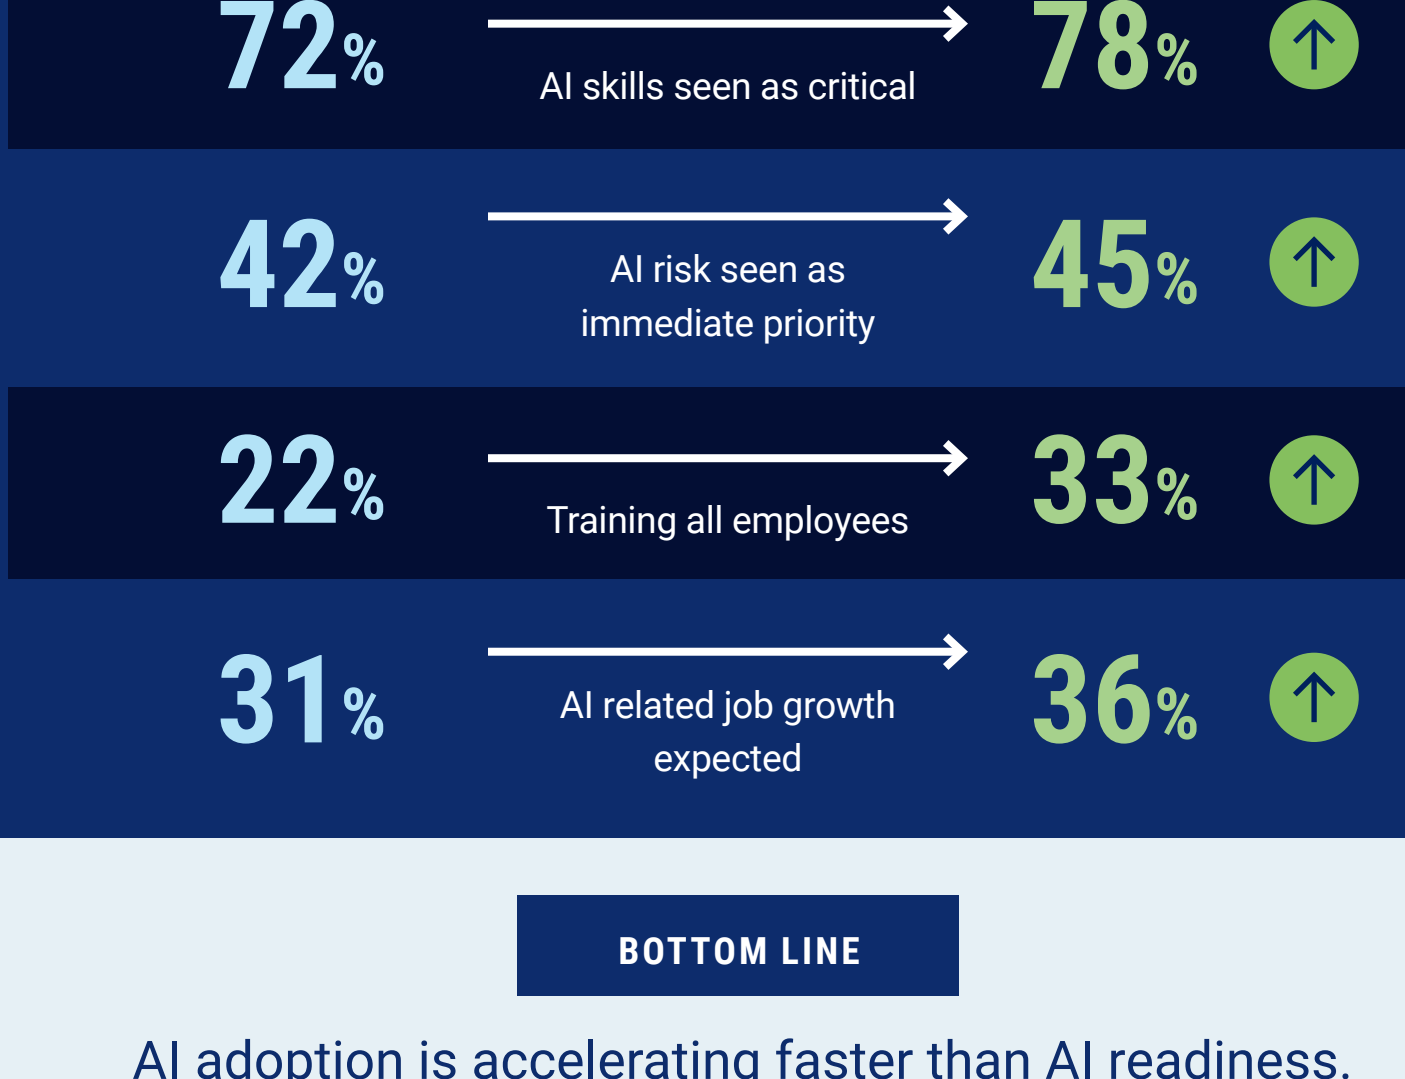 72% 78%
AI skills seen as critical
42% 45%
AI risk seen as
immediate priority
22% 33%
Training all employees
31% 36%
AI related job growth
expected
BOTTOM LINE
AI adoption is accelerating faster than AI readiness.